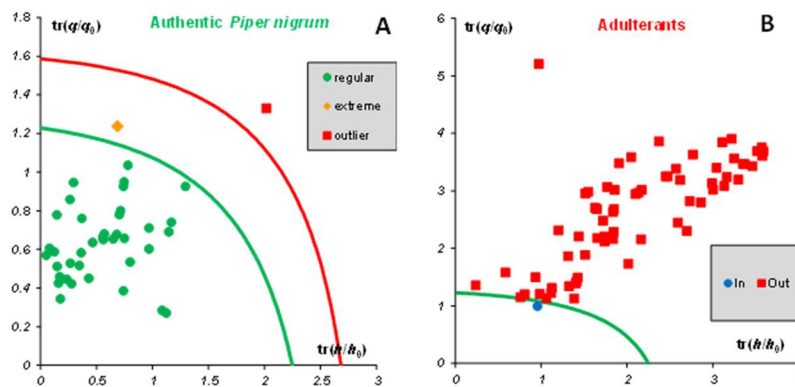 Authentic Piper nigrum
A
tr(q/q₀)
1.8
1.6
1.4
1.2
1
0.8
0.6
0.4
0.2
0
regular
extreme
outlier
tr(h/h₀)
0 0.5 1 1.5 2 2.5 3
Adulterants
B
tr(q/q₀)
6
5
4
3
2
1
0
In Out
tr(h/h₀)
0 1 2 3